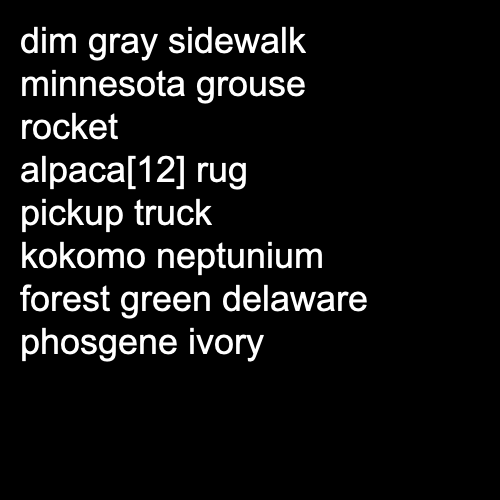 dim gray sidewalk
minnesota grouse
rocket
alpaca[12] rug
pickup truck
kokomo neptunium
forest green delaware
phosgene ivory